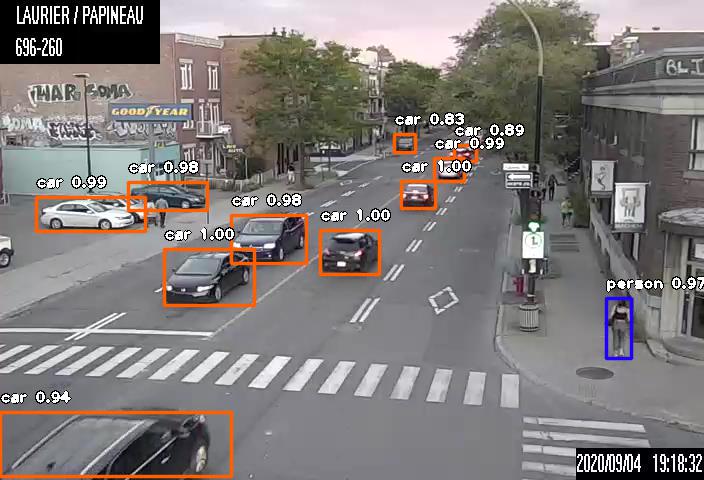 LAURIER / PAPINEAU
696-260
WAR SOMA
GOODYEAR
car 0.83
car 0.89
car 0.99
car 1.00
car 0.98
car 0.99
car 0.98
car 1.00
car 1.00
person 0.97
car 0.94
2020/09/04 19:18:32